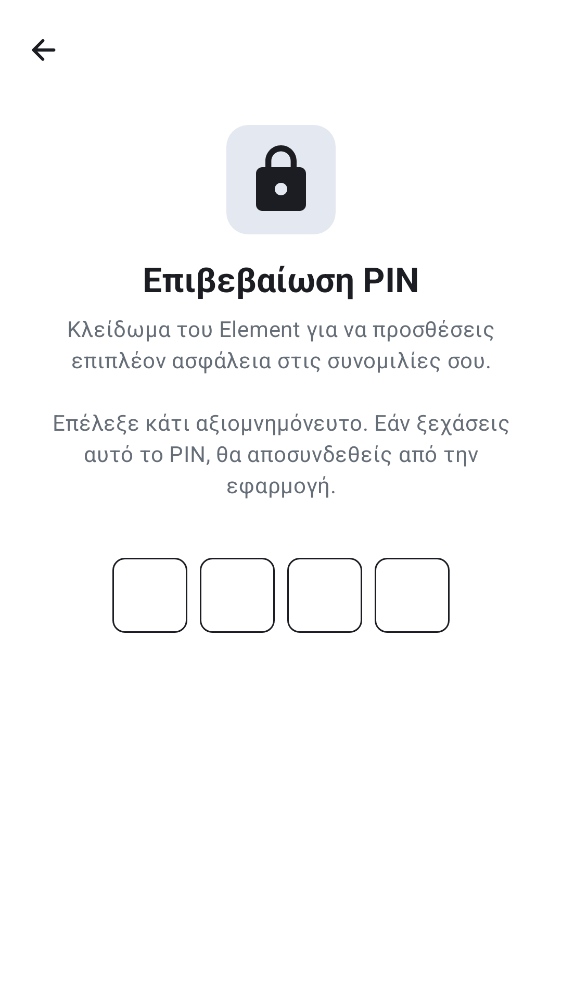 Επιβεβαίωση PIN
Κλείδωμα του Element για να προσθέσεις
επιπλέον ασφάλεια στις συνομιλίες σου.
Επέλεξε κάτι αξιομνημόνευτο. Εάν ξεχάσεις
αυτό το PIN, θα αποσυνδεθείς από την
εφαρμογή.